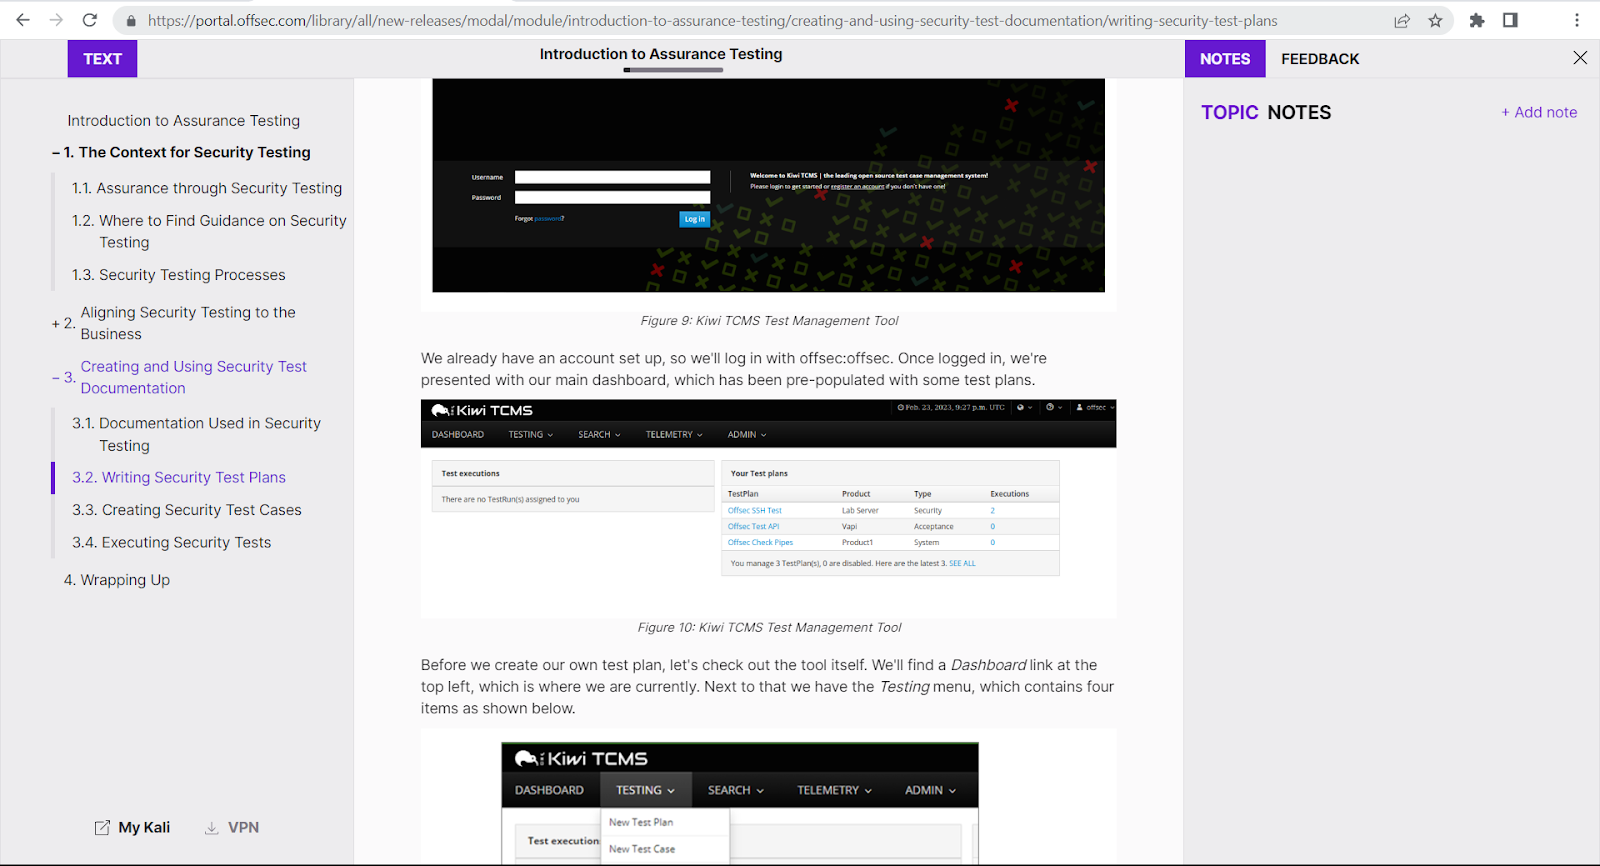 https://portal.offsec.com/library/all/new-releases/modal/module/introduction-to-assurance-testing/creating-and-using-security-test-documentation/writing-security-test-plans
TEXT
Introduction to Assurance Testing
NOTES
FEEDBACK
Introduction to Assurance Testing
– 1. The Context for Security Testing
1.1. Assurance through Security Testing
1.2. Where to Find Guidance on Security
Testing
1.3. Security Testing Processes
+ 2. Aligning Security Testing to the
Business
– 3. Creating and Using Security Test
Documentation
3.1. Documentation Used in Security
Testing
3.2. Writing Security Test Plans
3.3. Creating Security Test Cases
3.4. Executing Security Tests
4. Wrapping Up
My Kali
VPN
Username
Password
Forgot password?
Log in
Welcome to Kiwi TCMS | the leading open source test case management system!
Please login to get started or register an account if you don't have one!
Figure 9: Kiwi TCMS Test Management Tool
We already have an account set up, so we'll log in with offsec:offsec. Once logged in, we're
presented with our main dashboard, which has been pre-populated with some test plans.
Kiwi TCMS
Feb. 23, 2023, 9:27 p.m. UTC
offsec
DASHBOARD TESTING SEARCH TELEMETRY ADMIN
Test executions
There are no TestRun(s) assigned to you
Your Test plans
TestPlan Product Type Executions
Offsec SSH Test Lab Server Security 2
Offsec Test API Vapi Acceptance 0
Offsec Check Pipes Product1 System 0
You manage 3 TestPlan(s), 0 are disabled. Here are the latest 3. SEE ALL
Figure 10: Kiwi TCMS Test Management Tool
Before we create our own test plan, let's check out the tool itself. We'll find a Dashboard link at the
top left, which is where we are currently. Next to that we have the Testing menu, which contains four
items as shown below.
Kiwi TCMS
DASHBOARD TESTING SEARCH TELEMETRY ADMIN
New Test Plan
Test execution
New Test Case
TOPIC NOTES
+ Add note